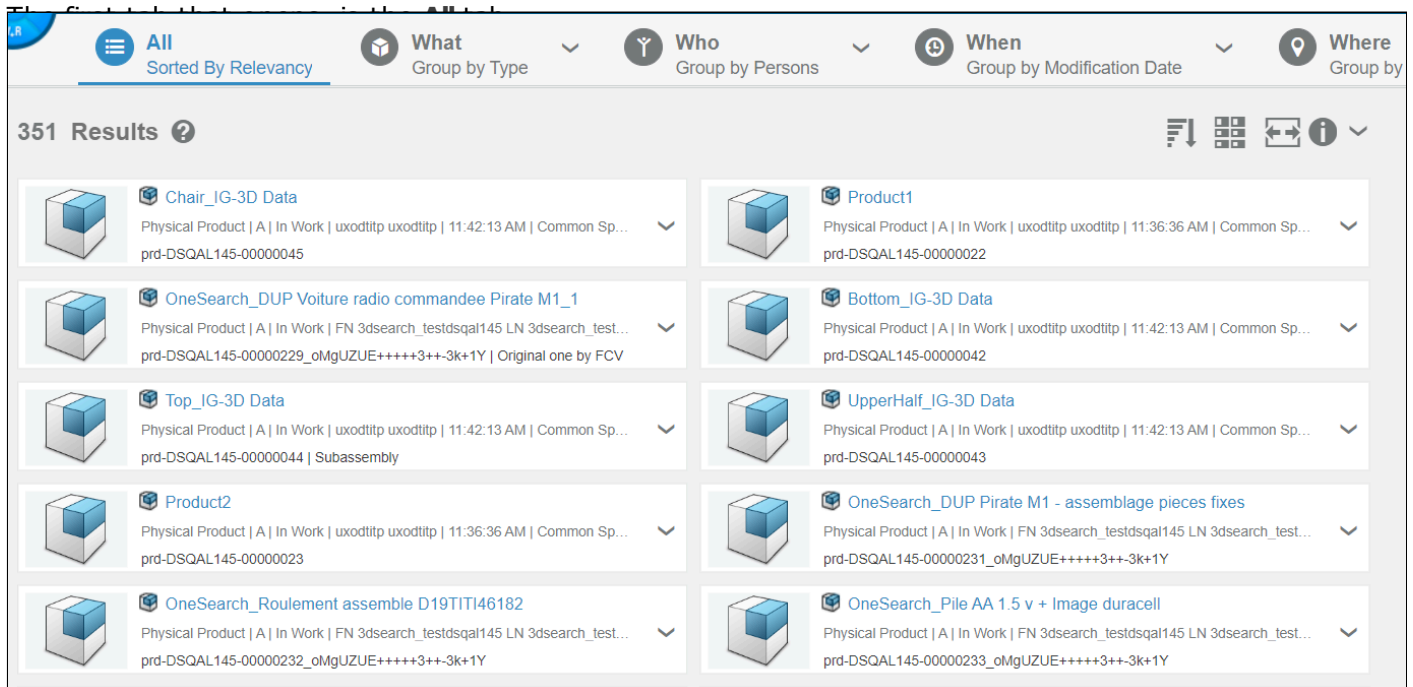 The first tab that opens, is the All tab.
V.R
All
Sorted By Relevancy
What
Group by Type
Who
Group by Persons
When
Group by Modification Date
Where
Group by
351 Results
Chair_IG-3D Data
Physical Product | A | In Work | uxodtitp uxodtitp | 11:42:13 AM | Common Sp...
prd-DSQAL145-00000045
Product1
Physical Product | A | In Work | uxodtitp uxodtitp | 11:36:36 AM | Common Sp...
prd-DSQAL145-00000022
OneSearch_DUP Voiture radio commandee Pirate M1_1
Physical Product | A | In Work | FN 3dsearch_testdsqal145 LN 3dsearch_test...
prd-DSQAL145-00000229_oMgUZUE+++++3++-3k+1Y | Original one by FCV
Bottom_IG-3D Data
Physical Product | A | In Work | uxodtitp uxodtitp | 11:42:13 AM | Common Sp...
prd-DSQAL145-00000042
Top_IG-3D Data
Physical Product | A | In Work | uxodtitp uxodtitp | 11:42:13 AM | Common Sp...
prd-DSQAL145-00000044 | Subassembly
UpperHalf_IG-3D Data
Physical Product | A | In Work | uxodtitp uxodtitp | 11:42:13 AM | Common Sp...
prd-DSQAL145-00000043
Product2
Physical Product | A | In Work | uxodtitp uxodtitp | 11:36:36 AM | Common Sp...
prd-DSQAL145-00000023
OneSearch_DUP Pirate M1 - assemblage pieces fixes
Physical Product | A | In Work | FN 3dsearch_testdsqal145 LN 3dsearch_test...
prd-DSQAL145-00000231_oMgUZUE+++++3++-3k+1Y
OneSearch_Roulement assemble D19TITI46182
Physical Product | A | In Work | FN 3dsearch_testdsqal145 LN 3dsearch_test...
prd-DSQAL145-00000232_oMgUZUE+++++3++-3k+1Y
OneSearch_Pile AA 1.5 v + Image duracell
Physical Product | A | In Work | FN 3dsearch_testdsqal145 LN 3dsearch_test...
prd-DSQAL145-00000233_oMgUZUE+++++3++-3k+1Y